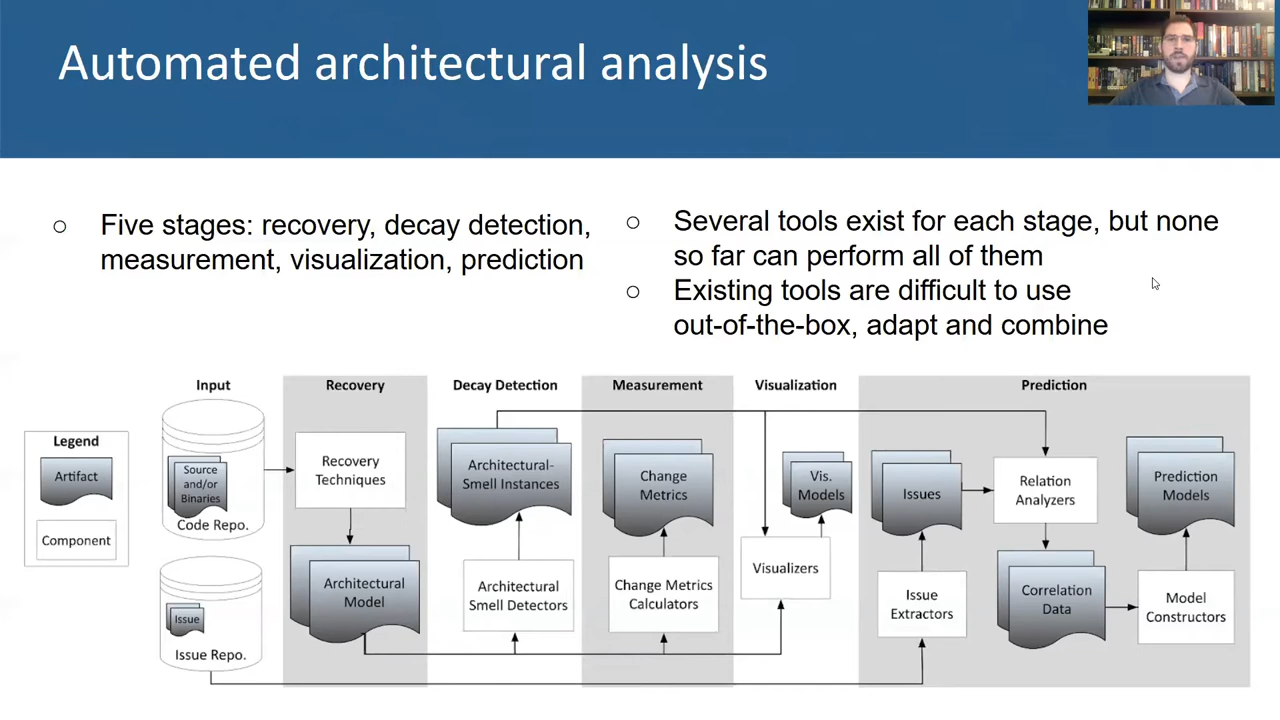 Automated architectural analysis
○ Five stages: recovery, decay detection,
measurement, visualization, prediction
○ Several tools exist for each stage, but none
so far can perform all of them
○ Existing tools are difficult to use
out-of-the-box, adapt and combine
Legend
Artifact
Component
Input
Source
and/or
Binaries
Code Repo.
Issue
Issue Repo.
Recovery
Recovery
Techniques
Architectural
Model
Decay Detection
Architectural-
Smell Instances
Architectural
Smell Detectors
Measurement
Change
Metrics
Change Metrics
Calculators
Visualization
Vis.
Models
Visualizers
Prediction
Issues
Issue
Extractors
Relation
Analyzers
Correlation
Data
Prediction
Models
Model
Constructors